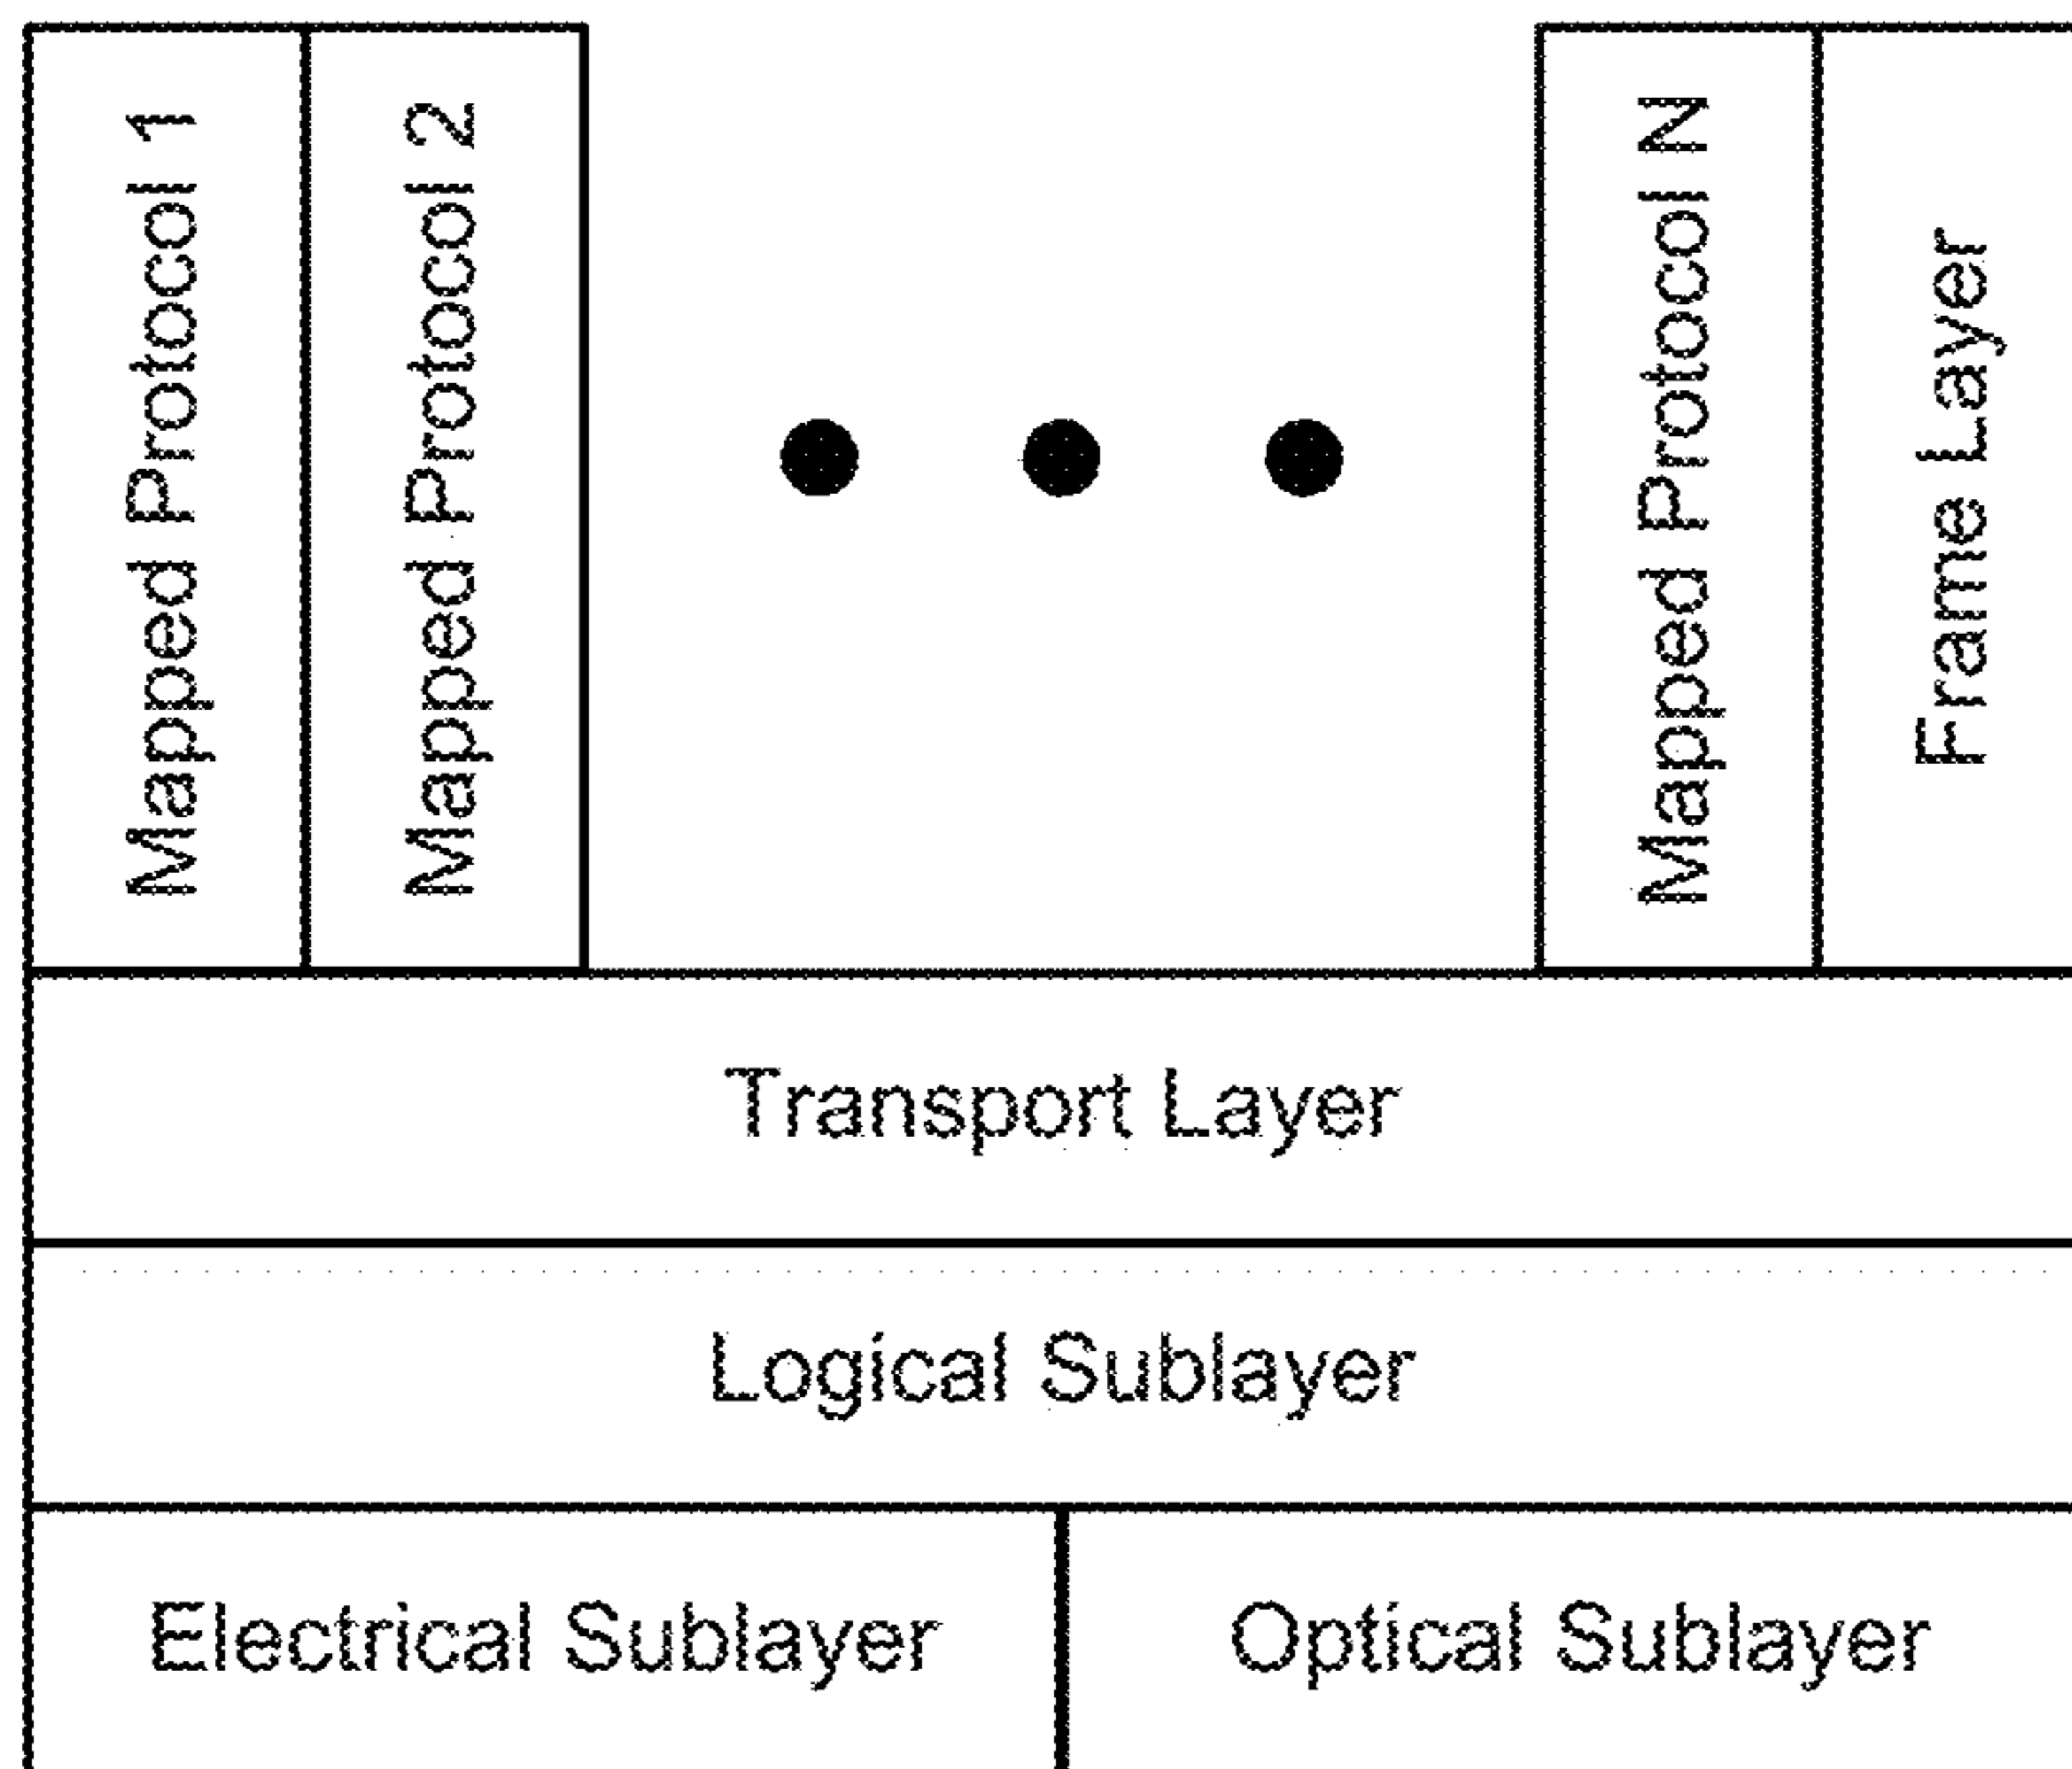 Mapped Protocol 1
Mapped Protocol 2
Mapped Protocol N
Frame Layer
Transport Layer
Logical Sublayer
Electrical Sublayer
Optical Sublayer